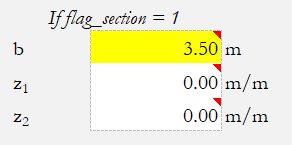 If flag_section = 1
b 3.50 m
z1 0.00 m/m
z2 0.00 m/m